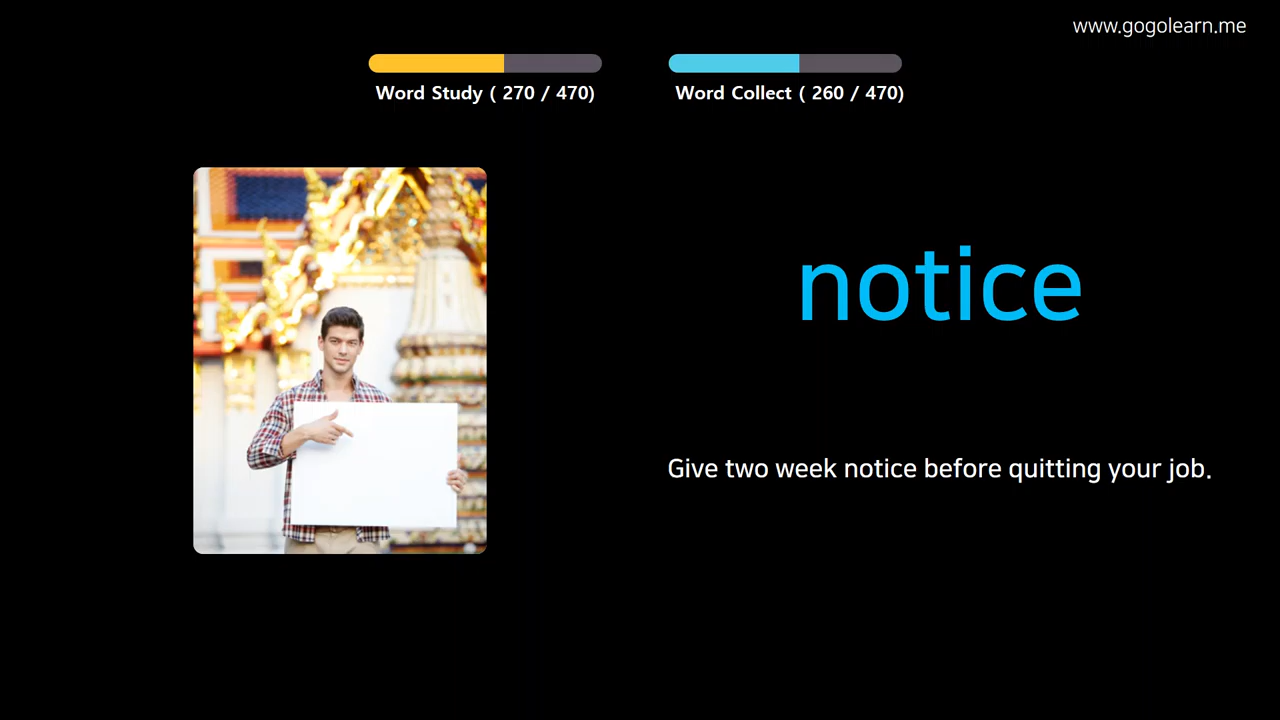 www.gogolearn.me
Word Study ( 270 / 470)
Word Collect ( 260 / 470)
notice
Give two week notice before quitting your job.